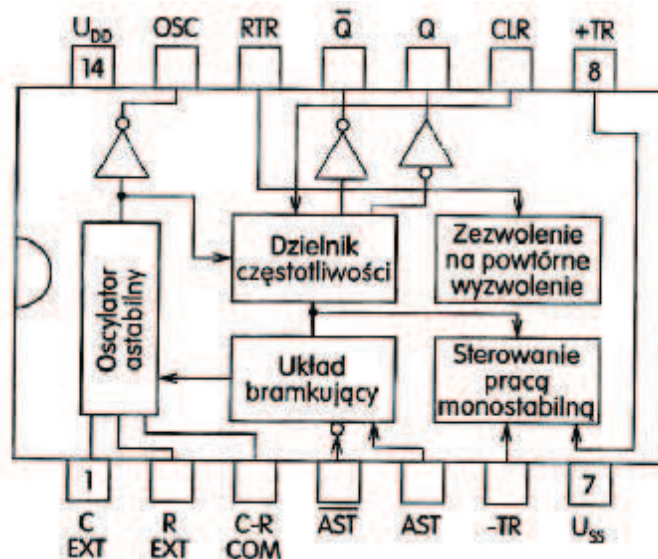 U_DD OSC RTR Q̅ Q CLR +TR
14 8
Oscylator
astabilny
Dzielnik
częstotliwości
Zezwolenie
na powtórne
wyzwolenie
Układ
bramkujący
Sterowanie
pracą
monostabilną
1 7
C
EXT
R
EXT
C-R
COM
A̅S̅T̅
AST
-TR
U_SS